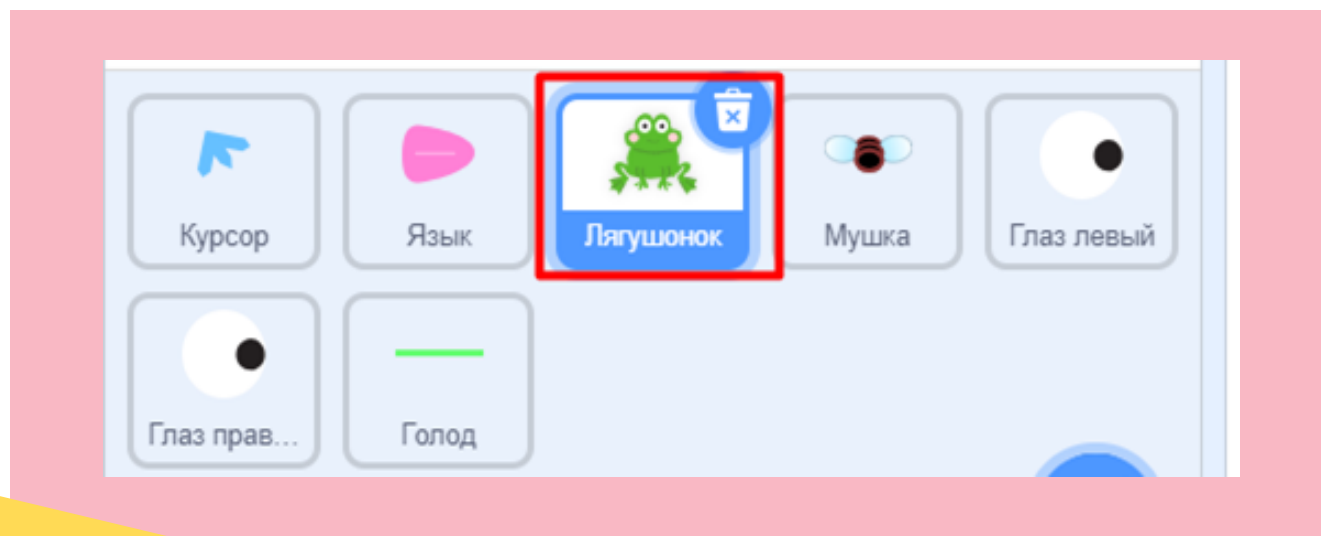 Курсор
Язык
Лягушонок
Мушка
Глаз левый
Глаз прав...
Голод